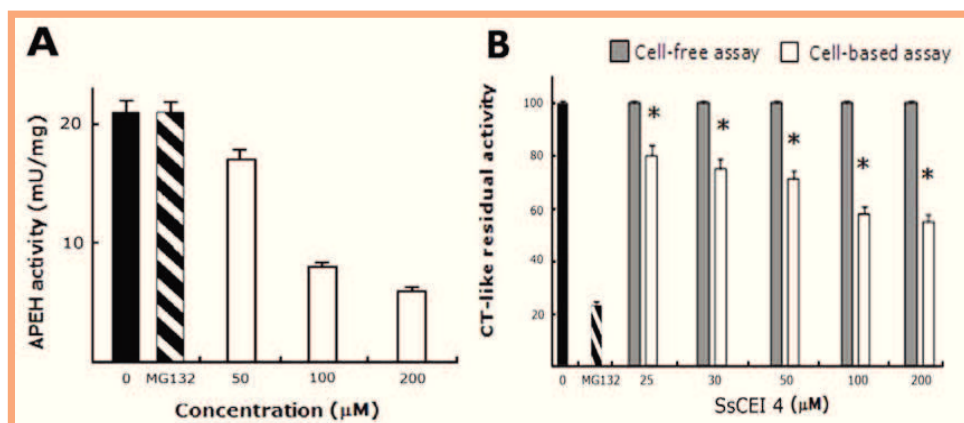 A
APEH activity (mU/mg)
20
10
0 MG132 50 100 200
Concentration (μM)
B
Cell-free assay Cell-based assay
CT-like residual activity
100
80
60
40
20
* * * * *
0 MG132 25 30 50 100 200
SsCEI 4 (μM)